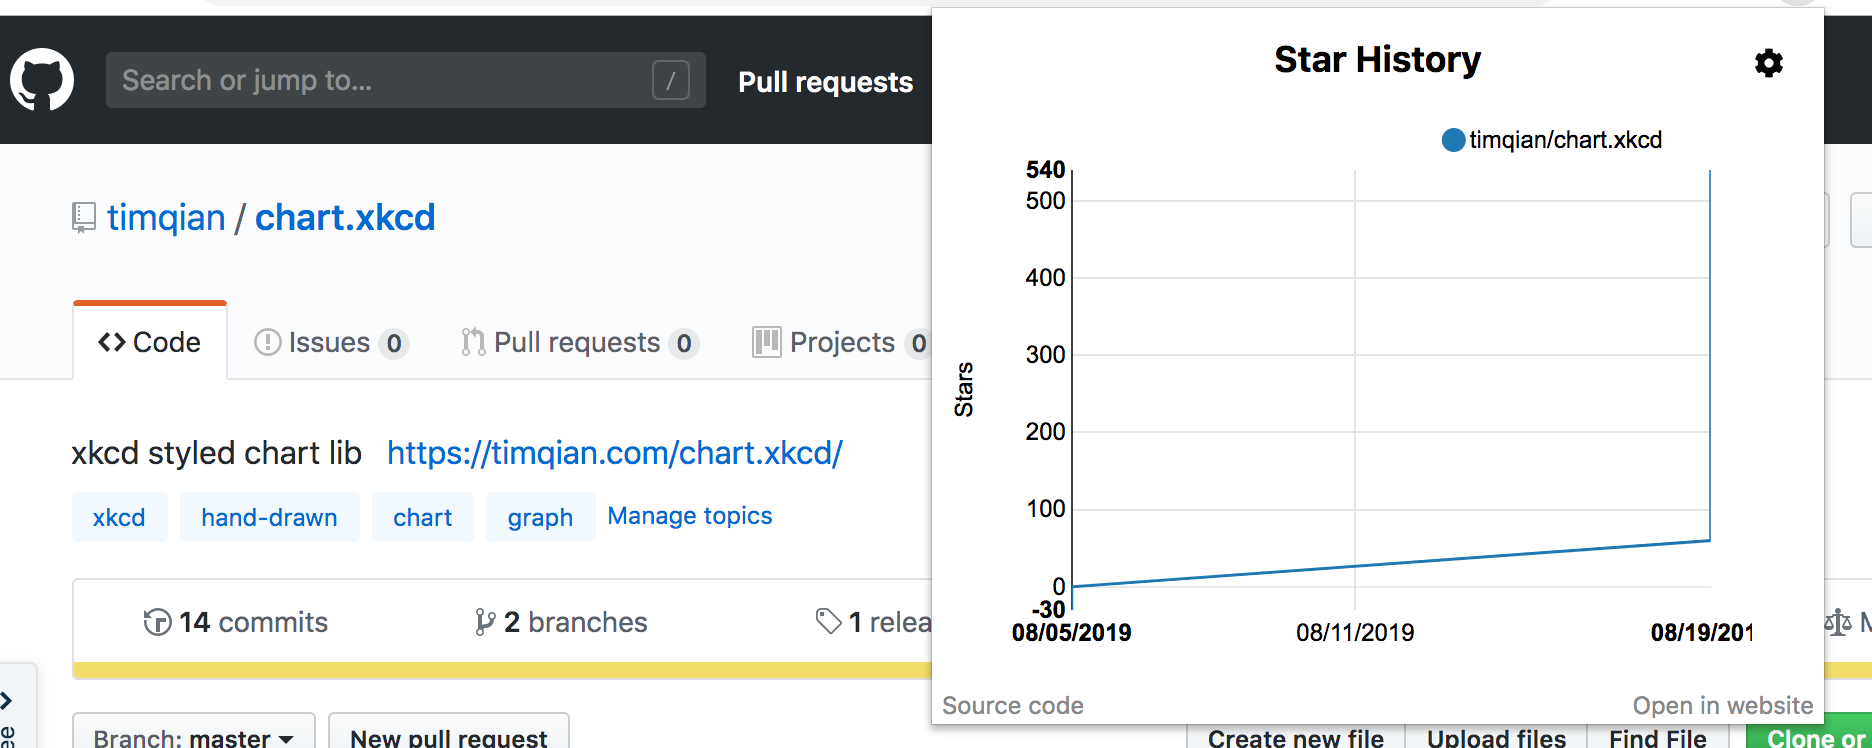 Search or jump to... /
Pull requests
timqian / chart.xkcd
Code
Issues 0
Pull requests 0
Projects 0
xkcd styled chart lib https://timqian.com/chart.xkcd/
xkcd hand-drawn chart graph Manage topics
14 commits
2 branches
1 relea
Branch: master
New pull request
Star History
timqian/chart.xkcd
540
500
400
300
200
100
0
-30
Stars
08/05/2019 08/11/2019 08/19/201
Source code Open in website
Create new file Upload files Find File Clone or